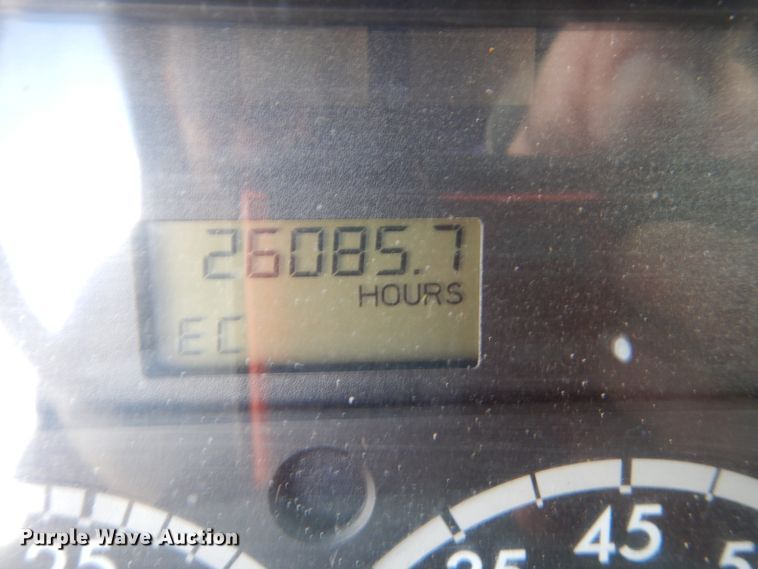 26085.7
HOURS
EC
45
Purple Wave Auction